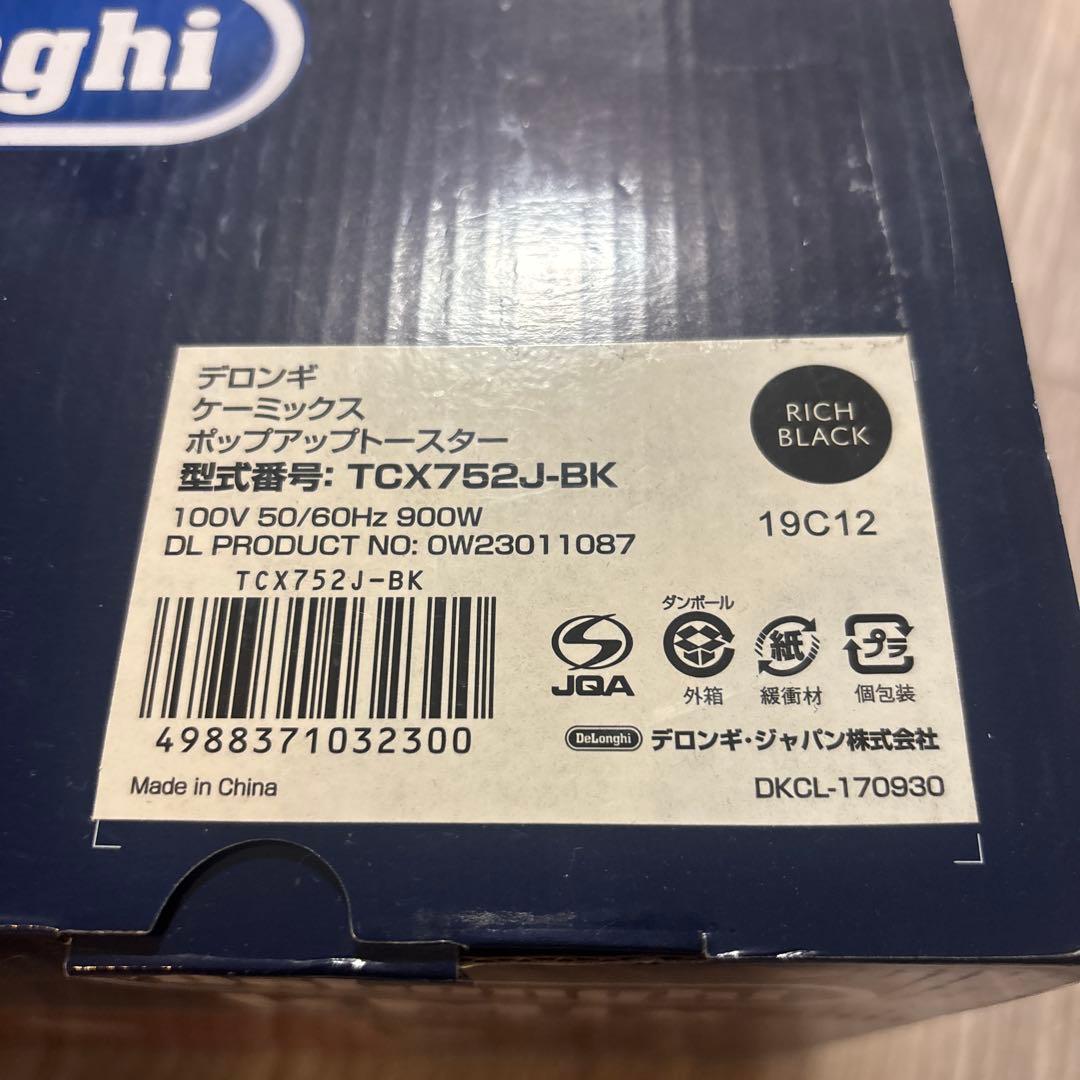 nghi
デロンギ
ケーミックス
ポップアップトースター
型式番号: TCX752J-BK
100V 50/60Hz 900W
DL PRODUCT NO: 0W23011087
TCX752J-BK
4988371032300
Made in China
RICH
BLACK
19C12
JQA
ダンボール
外箱
紙
緩衝材
プラ
個包装
DeLonghi デロンギ・ジャパン株式会社
DKCL-170930